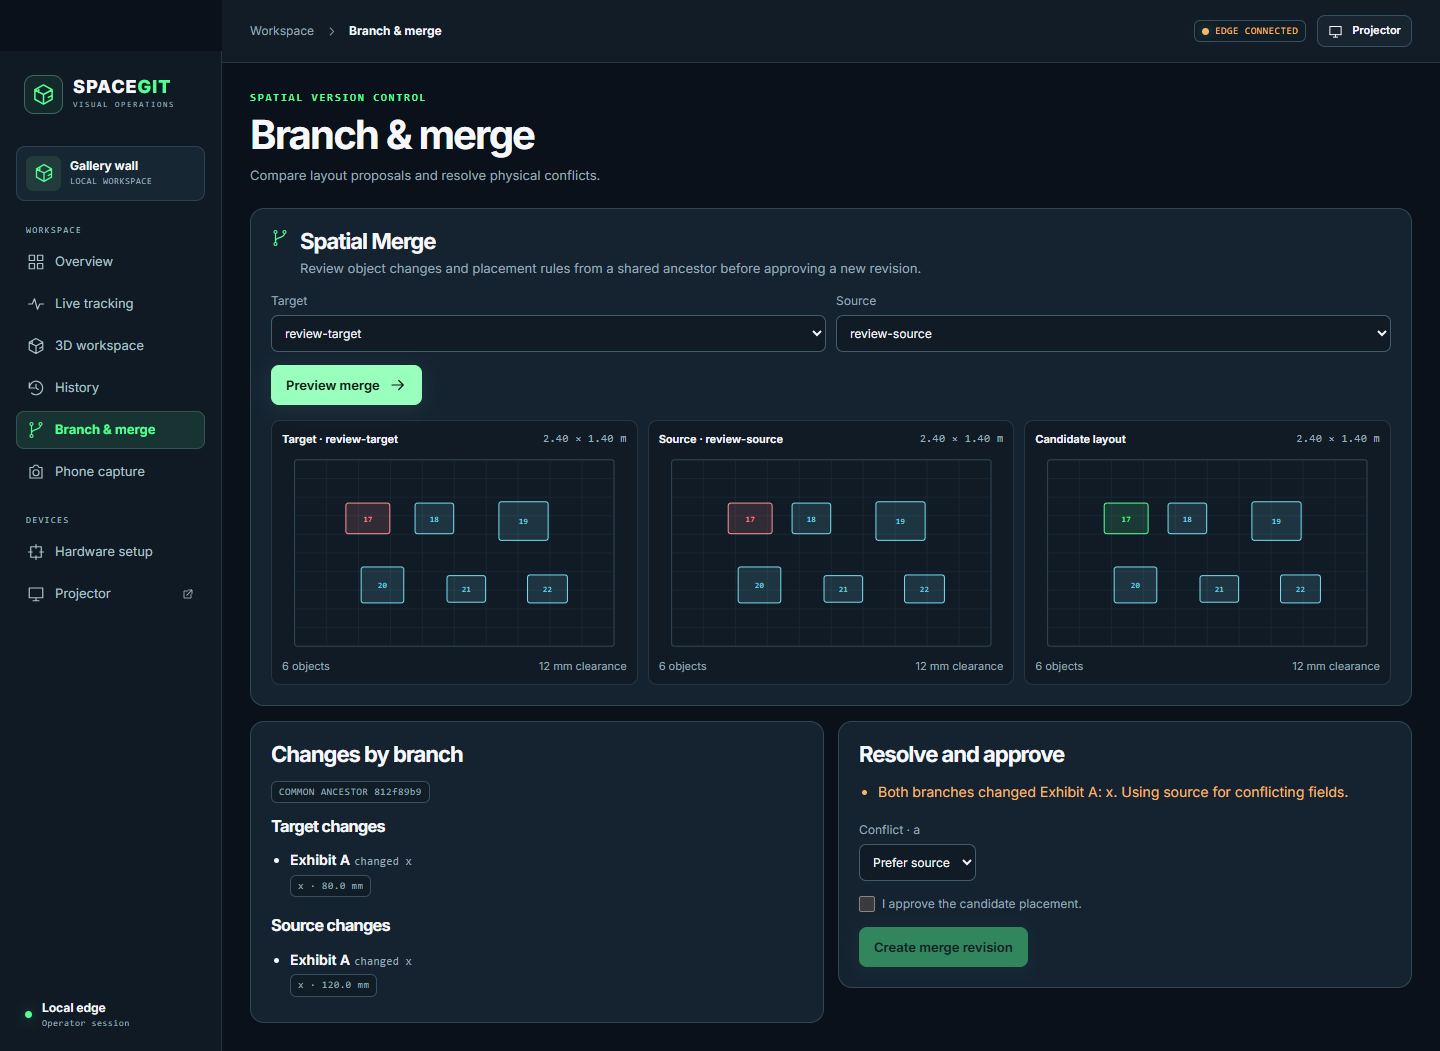 Workspace > Branch & merge
EDGE CONNECTED
Projector
SPACEGIT
VISUAL OPERATIONS
Gallery wall
LOCAL WORKSPACE
WORKSPACE
Overview
Live tracking
3D workspace
History
Branch & merge
Phone capture
DEVICES
Hardware setup
Projector
Local edge
Operator session
SPATIAL VERSION CONTROL
Branch & merge
Compare layout proposals and resolve physical conflicts.
Spatial Merge
Review object changes and placement rules from a shared ancestor before approving a new revision.
Target
review-target
Source
review-source
Preview merge
Target · review-target 2.40 × 1.40 m
17 18 19
20 21 22
6 objects 12 mm clearance
Source · review-source 2.40 × 1.40 m
17 18 19
20 21 22
6 objects 12 mm clearance
Candidate layout 2.40 × 1.40 m
17 18 19
20 21 22
6 objects 12 mm clearance
Changes by branch
COMMON ANCESTOR 812f89b9
Target changes
Exhibit A changed x
x · 80.0 mm
Source changes
Exhibit A changed x
x · 120.0 mm
Resolve and approve
Both branches changed Exhibit A: x. Using source for conflicting fields.
Conflict · a
Prefer source
I approve the candidate placement.
Create merge revision